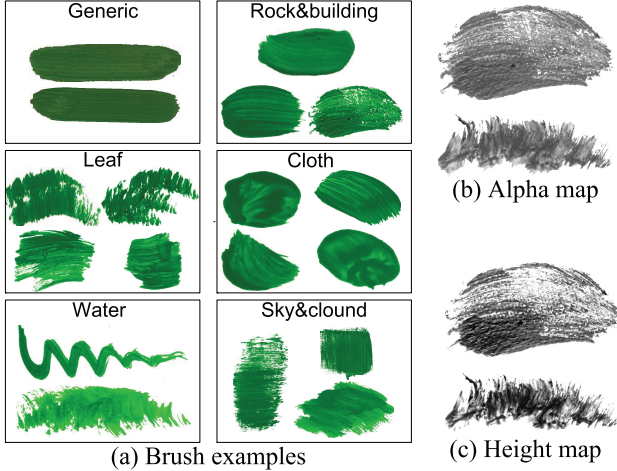 Generic
Rock&building
Leaf
Cloth
Water
Sky&clound
(a) Brush examples
(b) Alpha map
(c) Height map